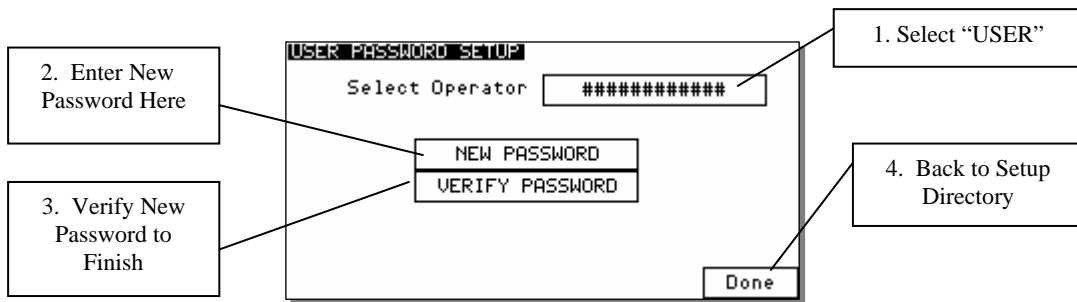 1. Select “USER”
USER PASSWORD SETUP
2. Enter New
Password Here
Select Operator
############
NEW PASSWORD
VERIFY PASSWORD
3. Verify New
Password to
Finish
4. Back to Setup
Directory
Done